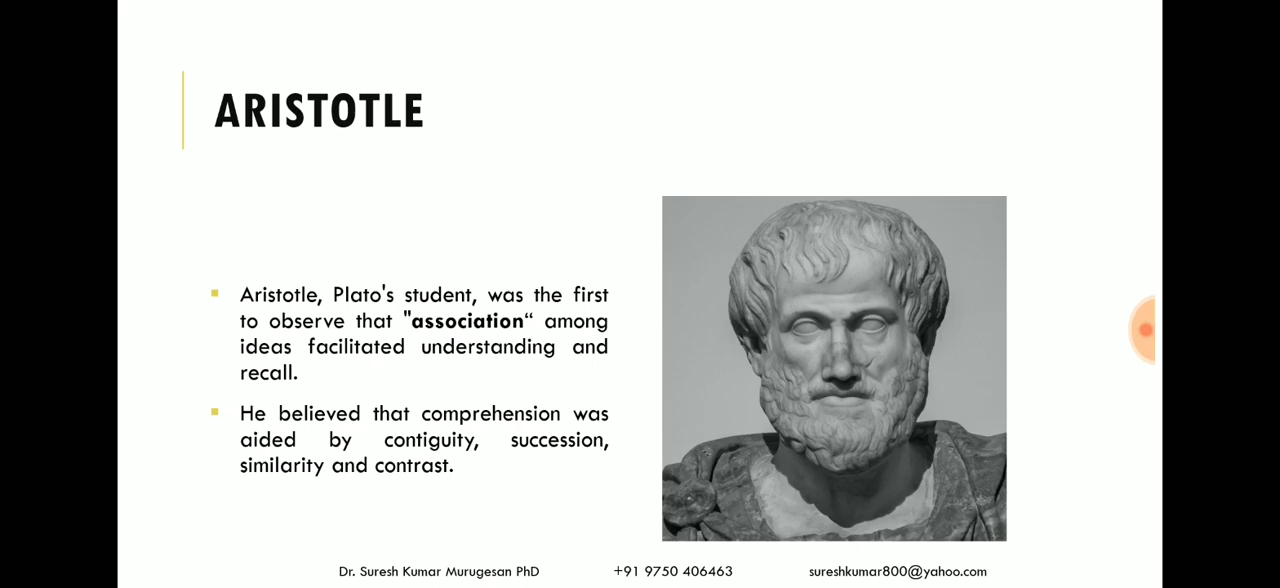 ARISTOTLE
Aristotle, Plato's student, was the first
to observe that "association“ among
ideas facilitated understanding and
recall.
He believed that comprehension was
aided by contiguity, succession,
similarity and contrast.
Dr. Suresh Kumar Murugesan PhD +91 9750 406463 sureshkumar800@yahoo.com